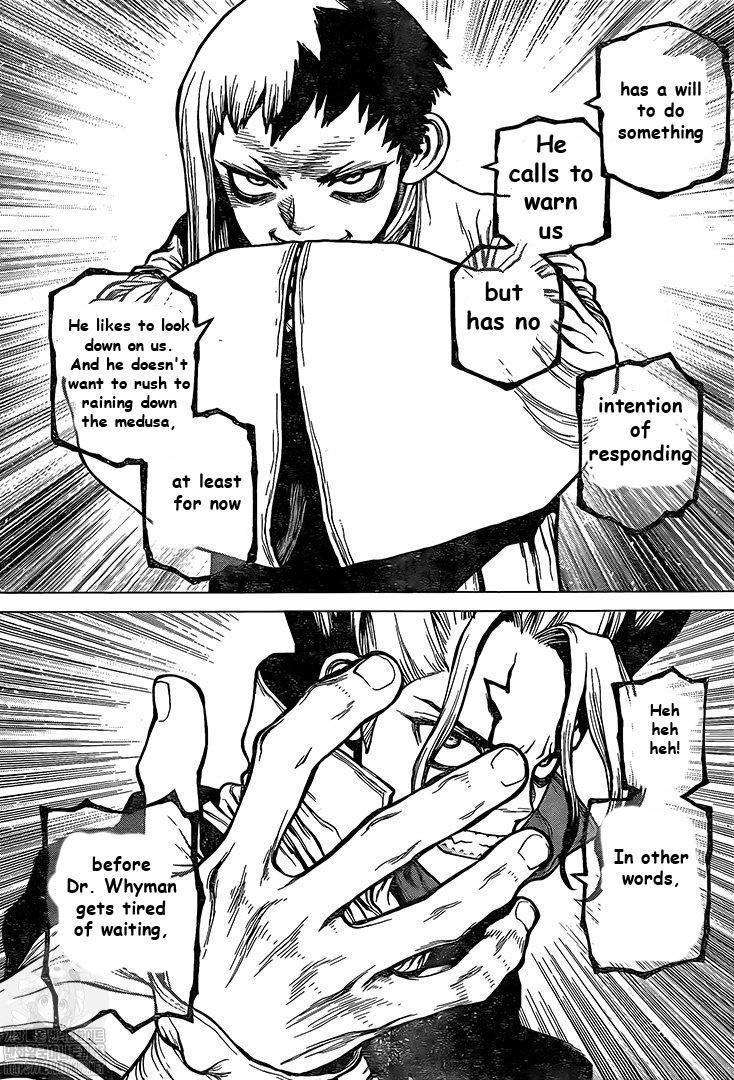 has a will
to do
something
He
calls to
warn
us
but
has no
intention
of
responding
He likes to look
down on us.
And he doesn't
want to rush to
raining down
the medusa,
at least
for now
Heh
heh
heh!
In other
words,
before
Dr. Whyman
gets tired
of waiting,